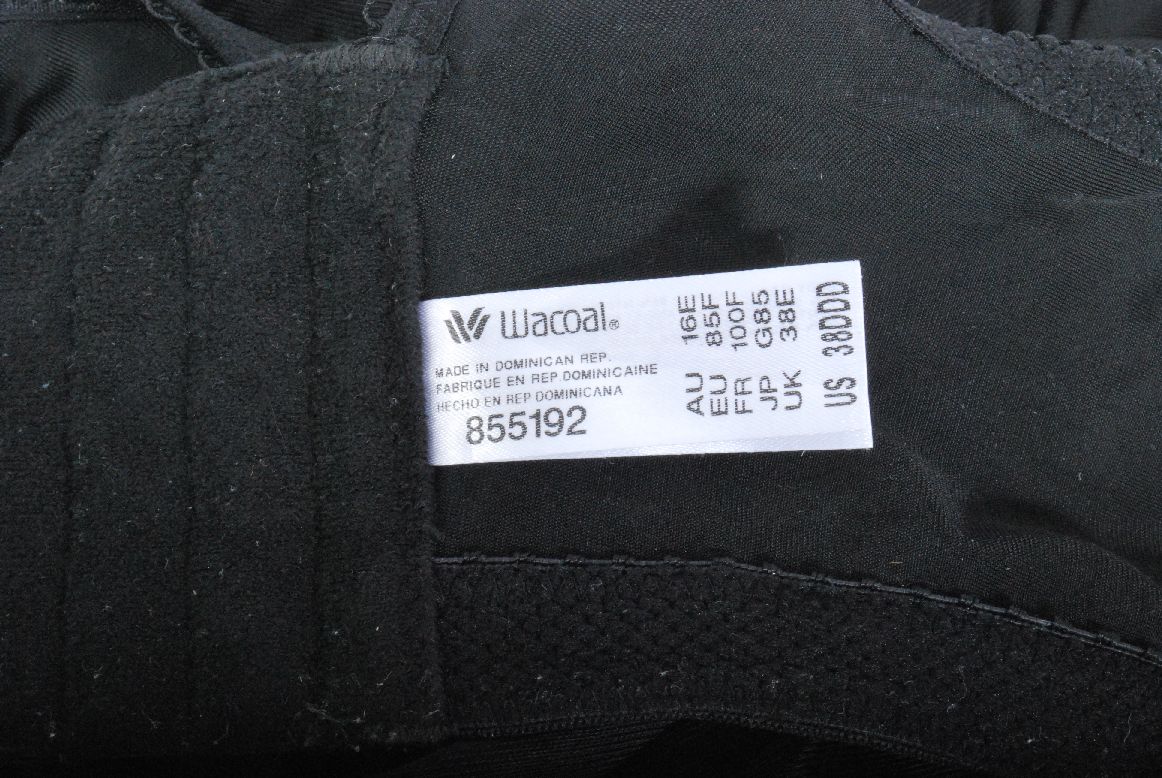 Wacoal®
MADE IN DOMINICAN REP.
FABRIQUE EN REP.DOMINICAINE
HECHO EN REP DOMINICANA
855192
AU 16E
EU 85F
FR 100F
JP G85
UK 38E
US 38DDD